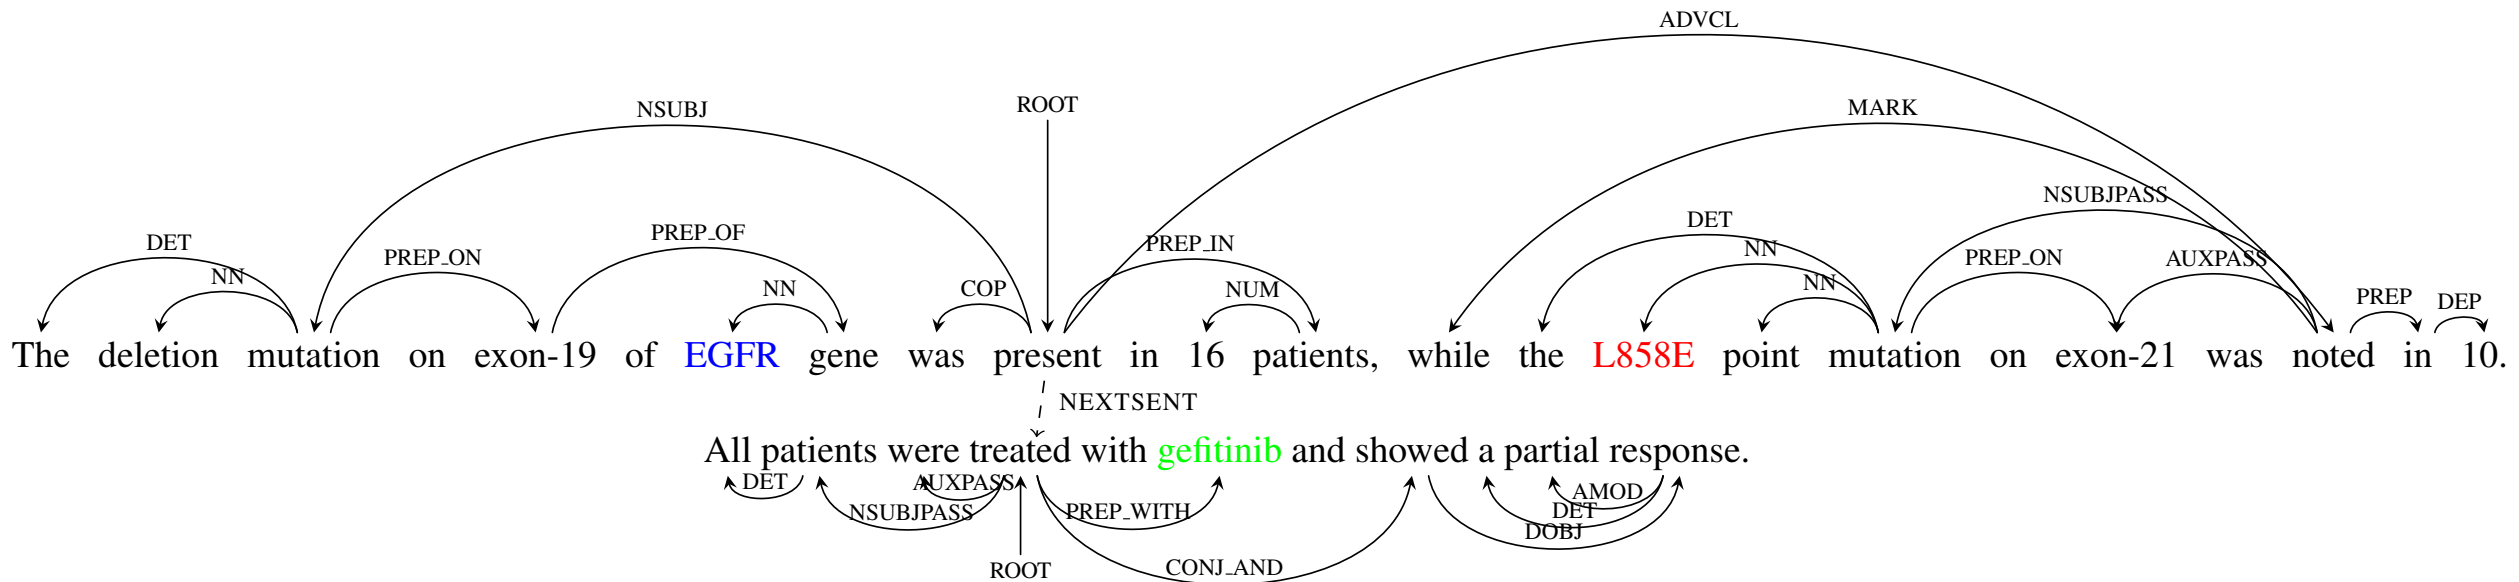 ADVCL
NSUBJ ROOT MARK
DET NN PREP_ON PREP_OF NN COP PREP_IN NUM DET NN NN NSUBJPASS PREP_ON AUXPASS PREP DEP
The deletion mutation on exon-19 of EGFR gene was present in 16 patients, while the L858E point mutation on exon-21 was noted in 10.
NEXTSENT
All patients were treated with gefitinib and showed a partial response.
DET AUXPASS AMOD
NSUBJPASS PREP_WITH DET
DOBJ
ROOT CONJ_AND